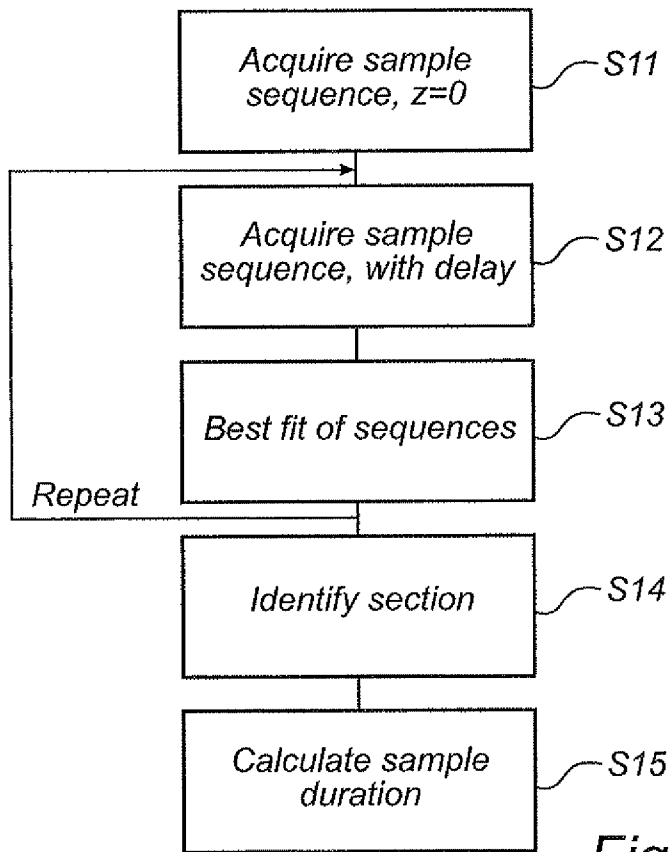 Acquire sample
sequence, z=0
S11
Acquire sample
sequence, with delay
S12
Best fit of sequences
S13
Repeat
Identify section
S14
Calculate sample
duration
S15